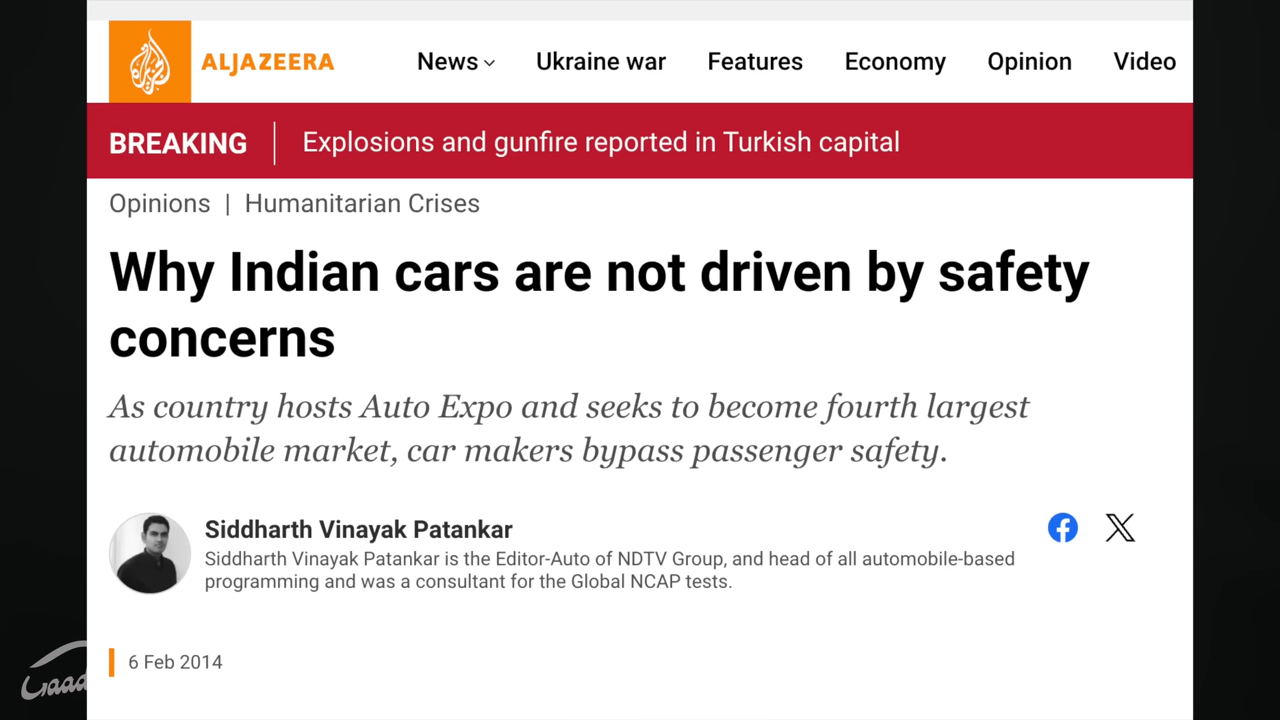 ALJAZEERA
News
Ukraine war
Features
Economy
Opinion
Video
BREAKING
Explosions and gunfire reported in Turkish capital
Opinions | Humanitarian Crises
Why Indian cars are not driven by safety
concerns
As country hosts Auto Expo and seeks to become fourth largest
automobile market, car makers bypass passenger safety.
Siddharth Vinayak Patankar
Siddharth Vinayak Patankar is the Editor-Auto of NDTV Group, and head of all automobile-based
programming and was a consultant for the Global NCAP tests.
6 Feb 2014
Gaad